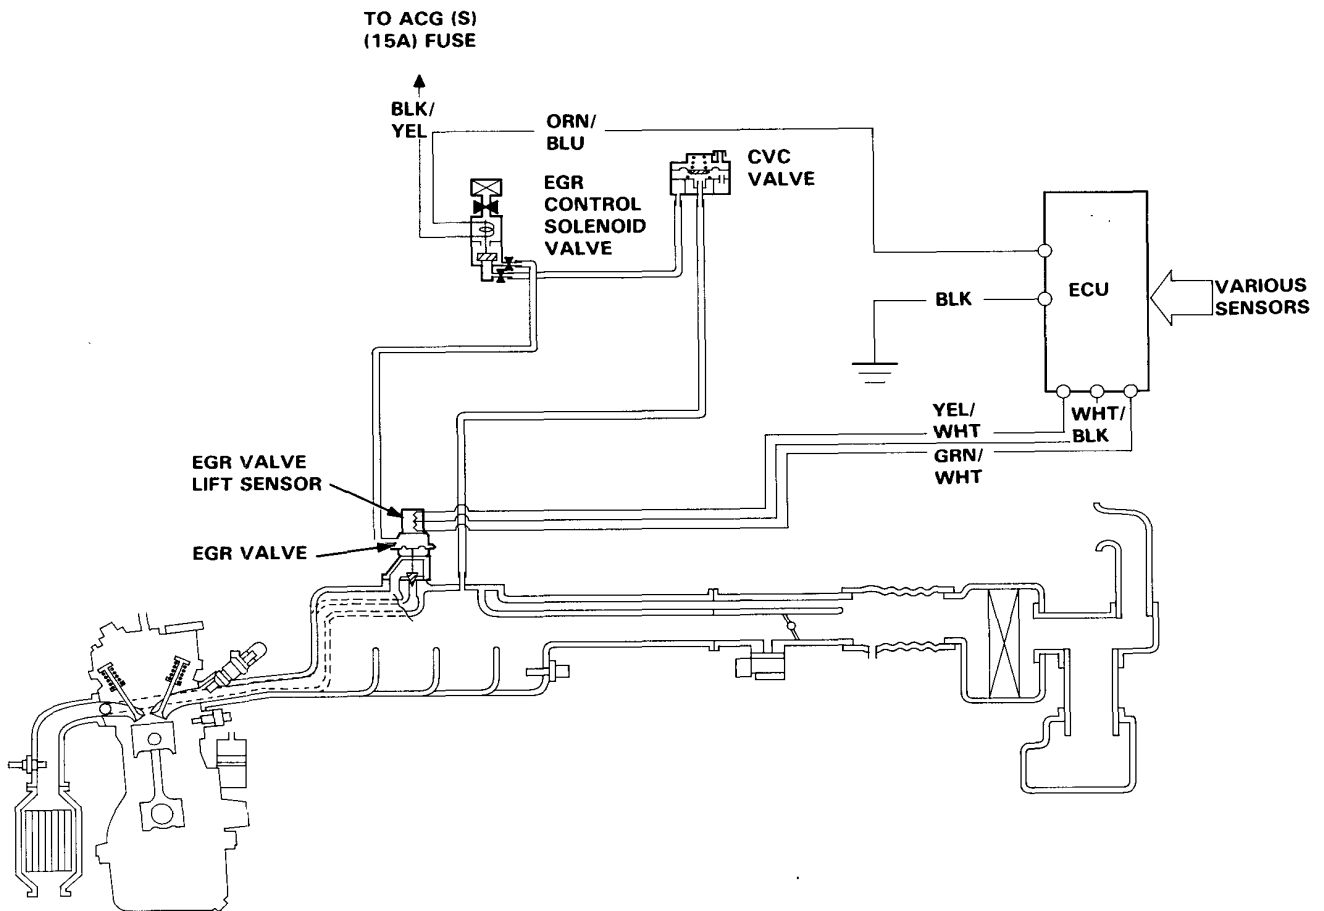 TO ACG (S)
(15A) FUSE
BLK/
YEL
ORN/
BLU
CVC
VALVE
EGR
CONTROL
SOLENOID
VALVE
ECU
VARIOUS
SENSORS
BLK
YEL/
WHT
WHT/
BLK
GRN/
WHT
EGR VALVE
LIFT SENSOR
EGR VALVE